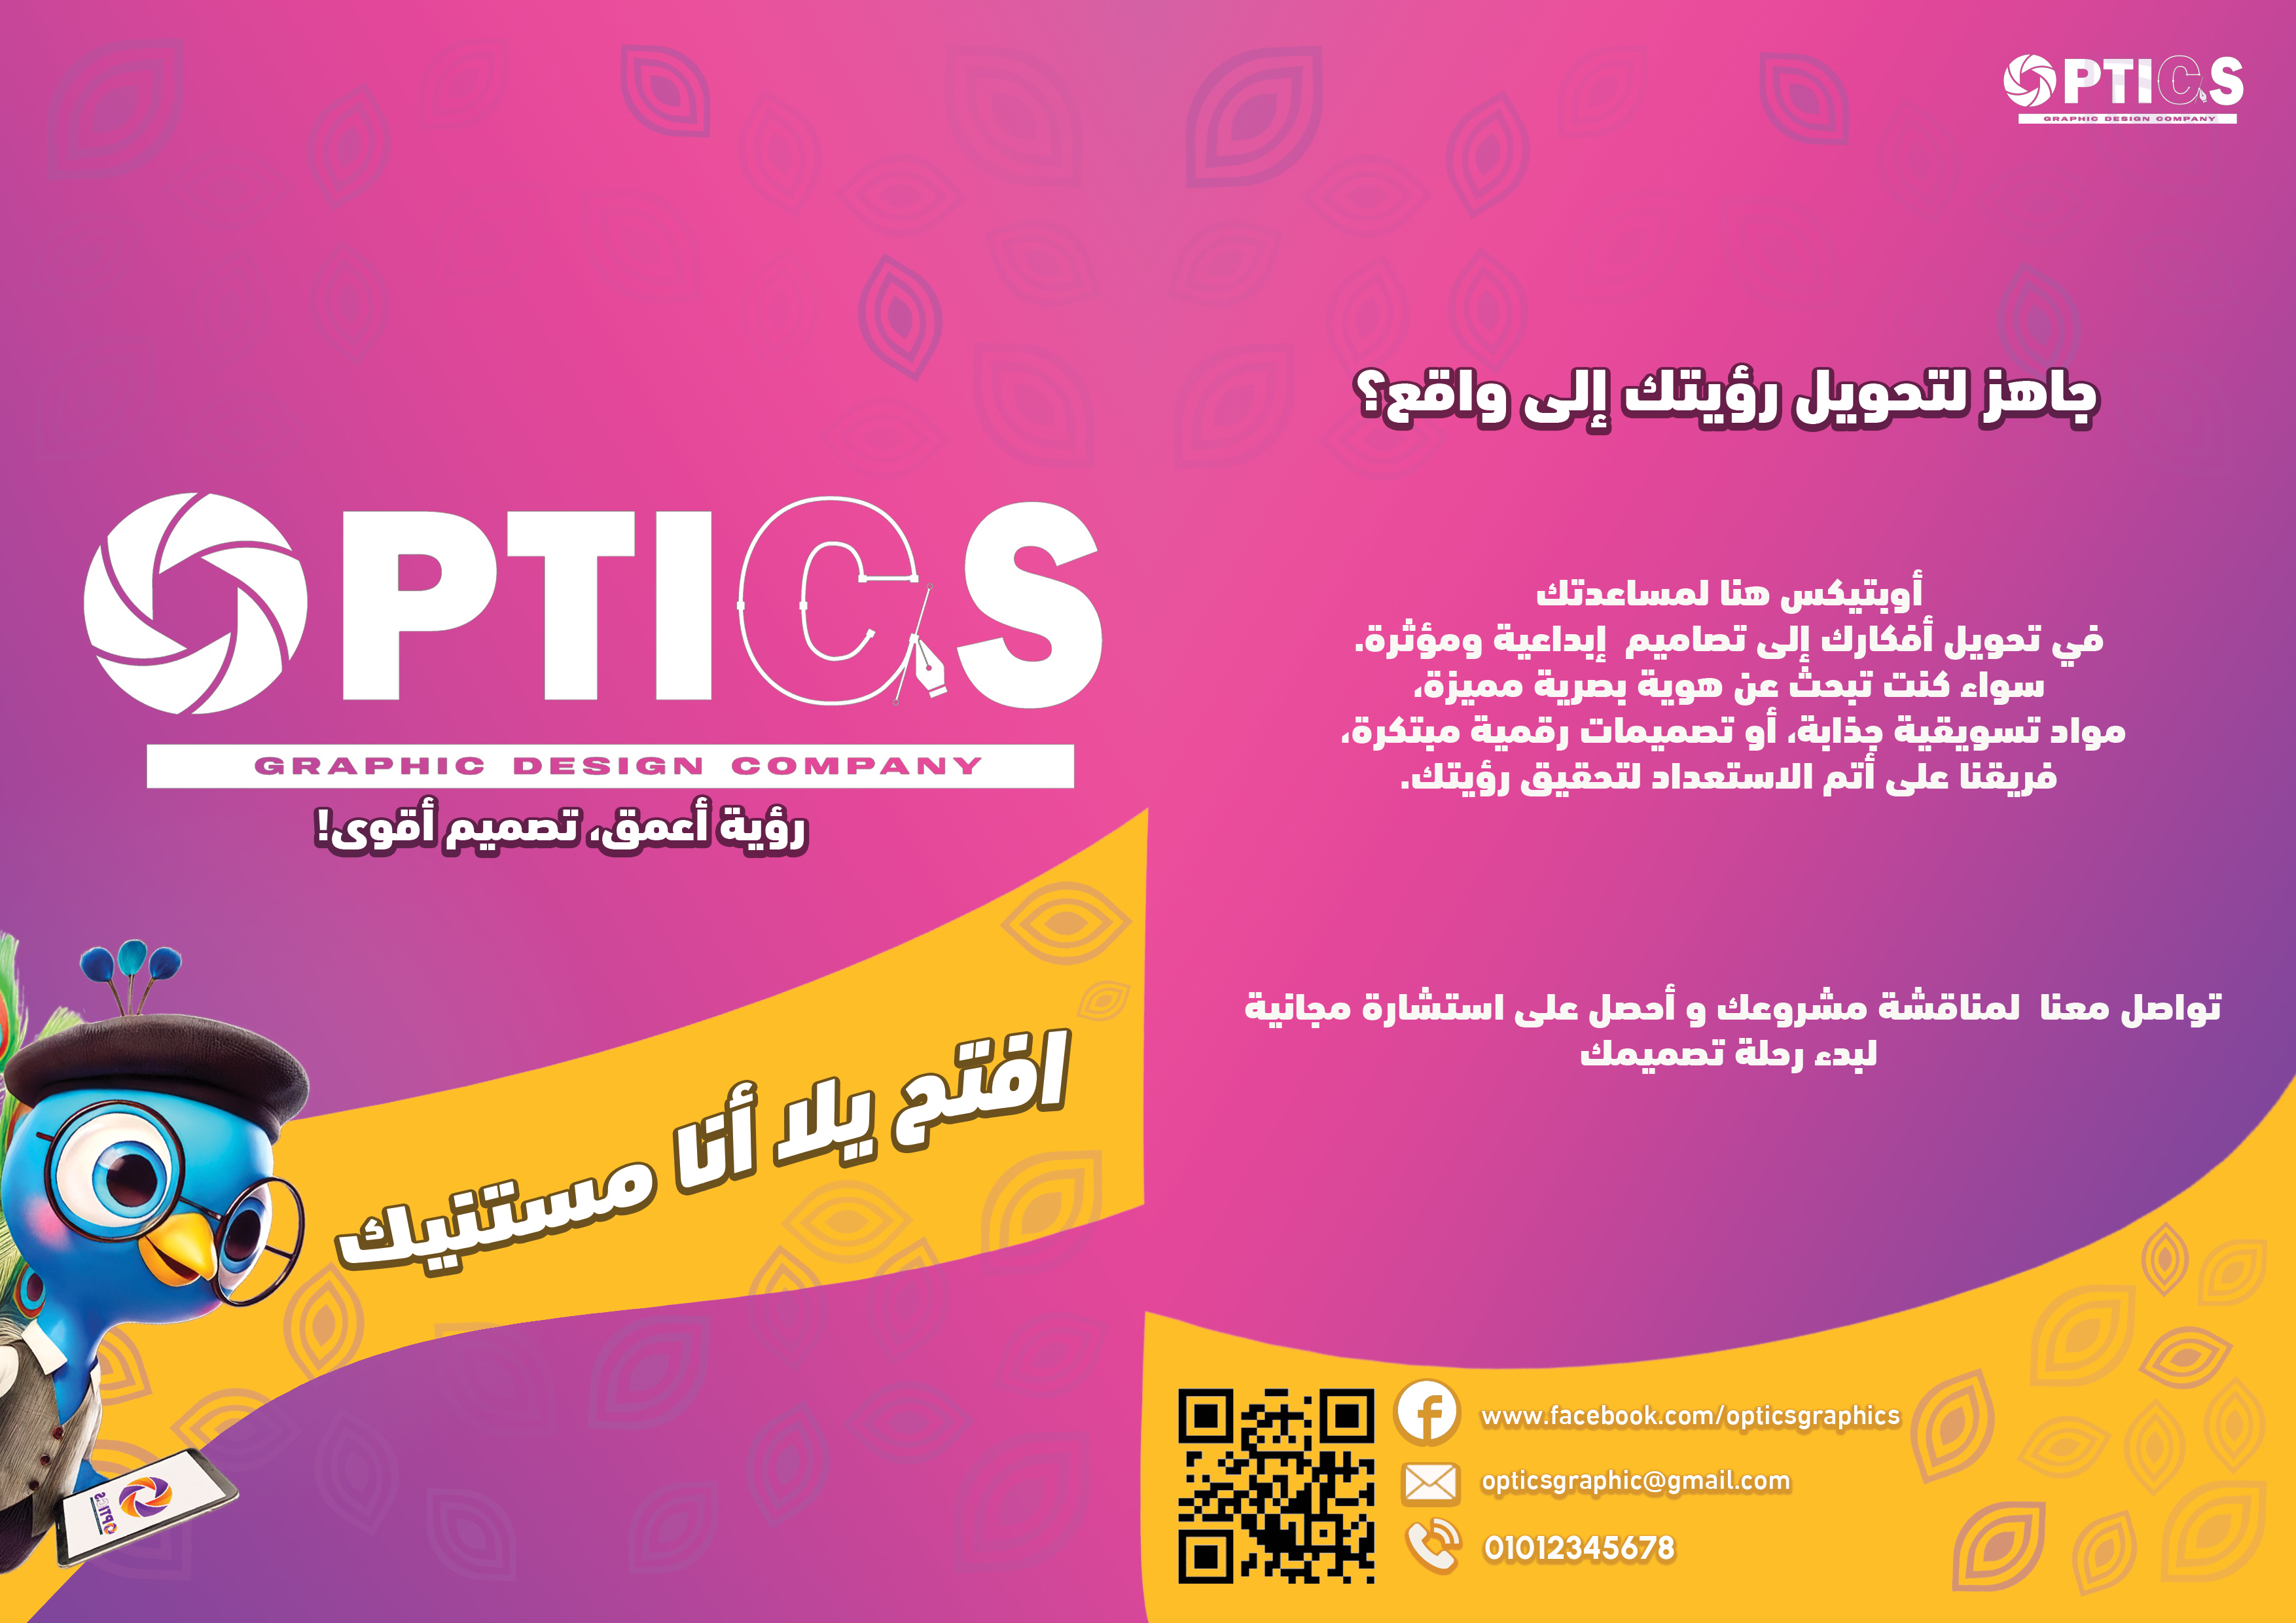 OPTICS
GRAPHIC DESIGN COMPANY
جاهز لتحويل رؤيتك إلى واقع؟
أوبتيكس هنا لمساعدتك
في تحويل أفكارك إلى تصاميم إبداعية ومؤثرة.
سواء كنت تبحث عن هوية بصرية مميزة،
مواد تسويقية جذابة، أو تصميمات رقمية مبتكرة،
فريقنا على أتم الاستعداد لتحقيق رؤيتك.
تواصل معنا لمناقشة مشروعك و أحصل على استشارة مجانية
لبدء رحلة تصميمك
www.facebook.com/opticsgraphics
opticsgraphic@gmail.com
01012345678
OPTICS
GRAPHIC DESIGN COMPANY
رؤية أعمق، تصميم أقوى!
افتح يلا أنا مستنيك
OPTICS